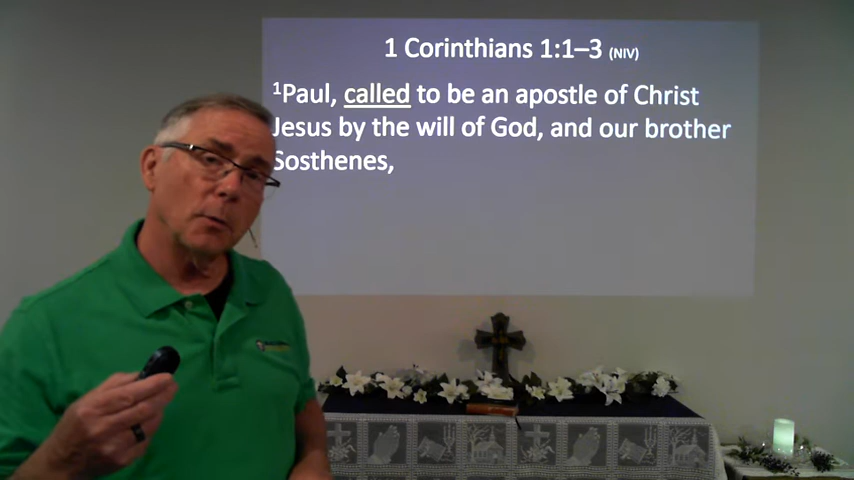 1 Corinthians 1:1–3 (NIV)
¹Paul, called to be an apostle of Christ
Jesus by the will of God, and our brother
Sosthenes,